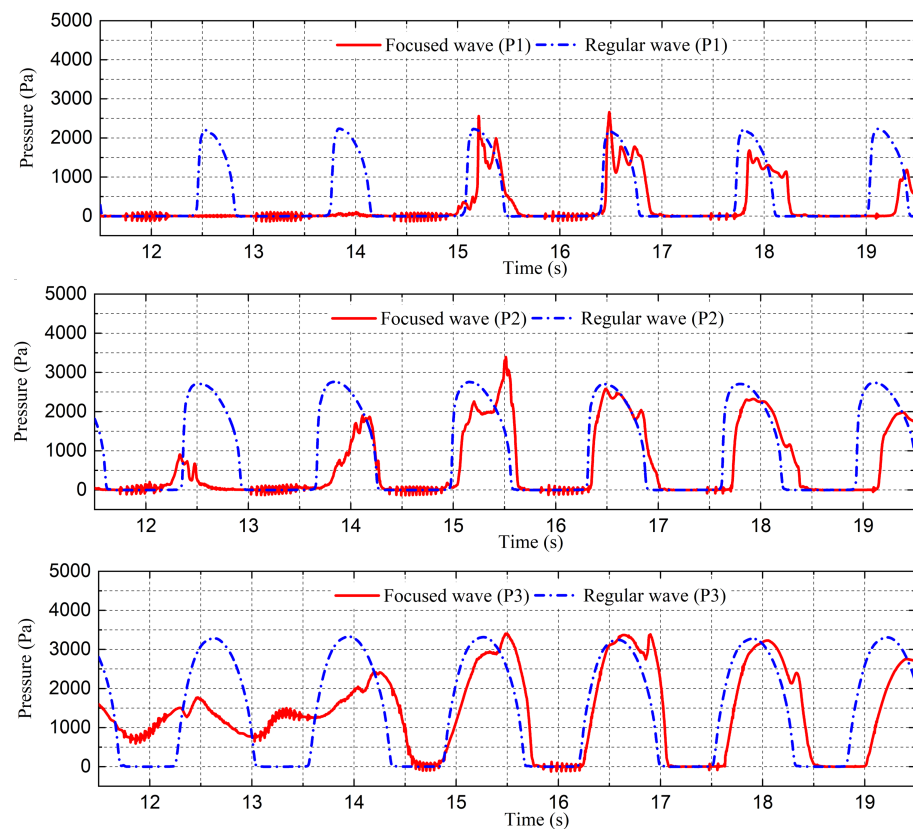 5000
Focused wave (P1) Regular wave (P1)
4000
3000
2000
1000
0
Pressure (Pa)
12 13 14 15 16 17 18 19
Time (s)
5000
Focused wave (P2) Regular wave (P2)
4000
3000
2000
1000
0
Pressure (Pa)
12 13 14 15 16 17 18 19
Time (s)
5000
Focused wave (P3) Regular wave (P3)
4000
3000
2000
1000
0
Pressure (Pa)
12 13 14 15 16 17 18 19
Time (s)